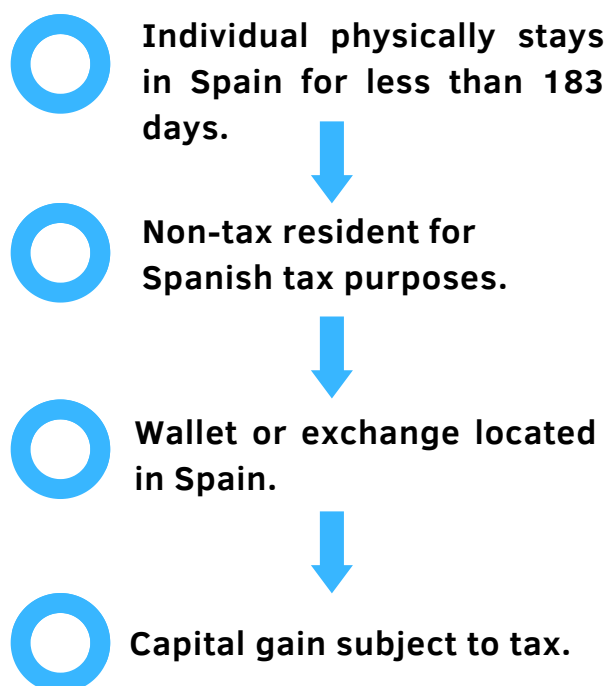 Individual physically stays
in Spain for less than 183
days.
Non-tax resident for
Spanish tax purposes.
Wallet or exchange located
in Spain.
Capital gain subject to tax.